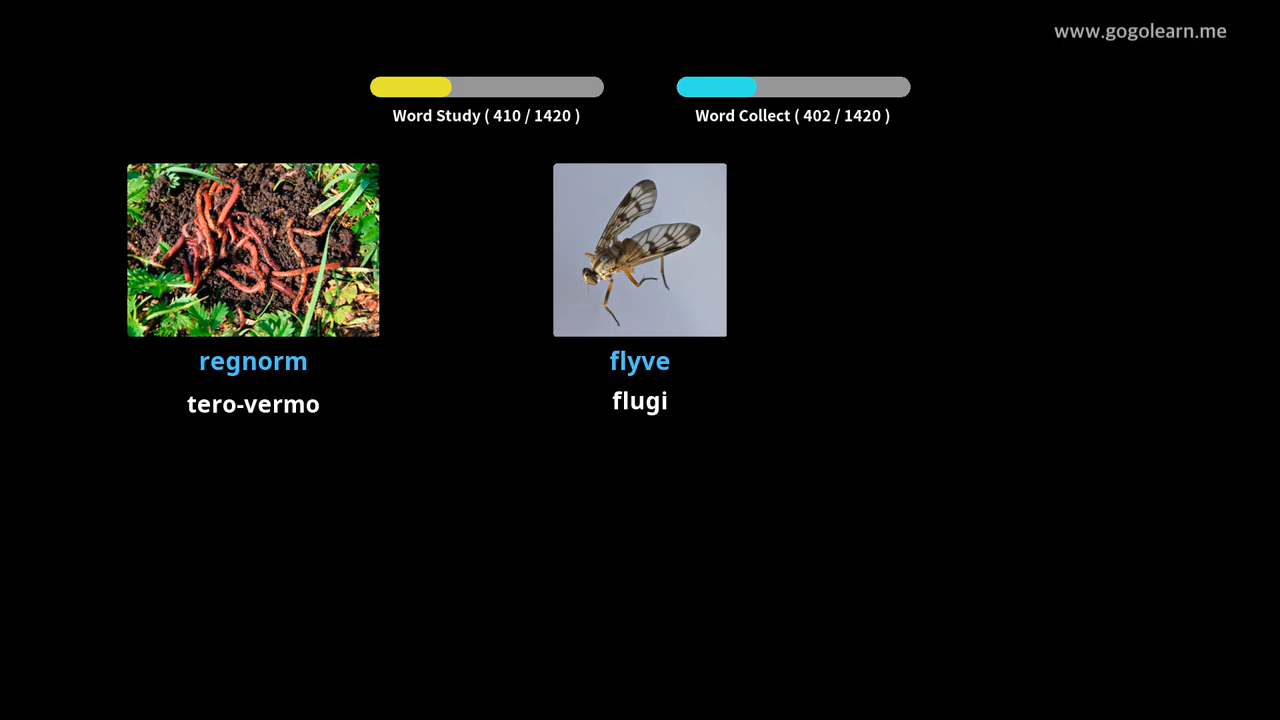 www.gogolearn.me
Word Study ( 410 / 1420 )
Word Collect ( 402 / 1420 )
regnorm
tero-vermo
flyve
flugi